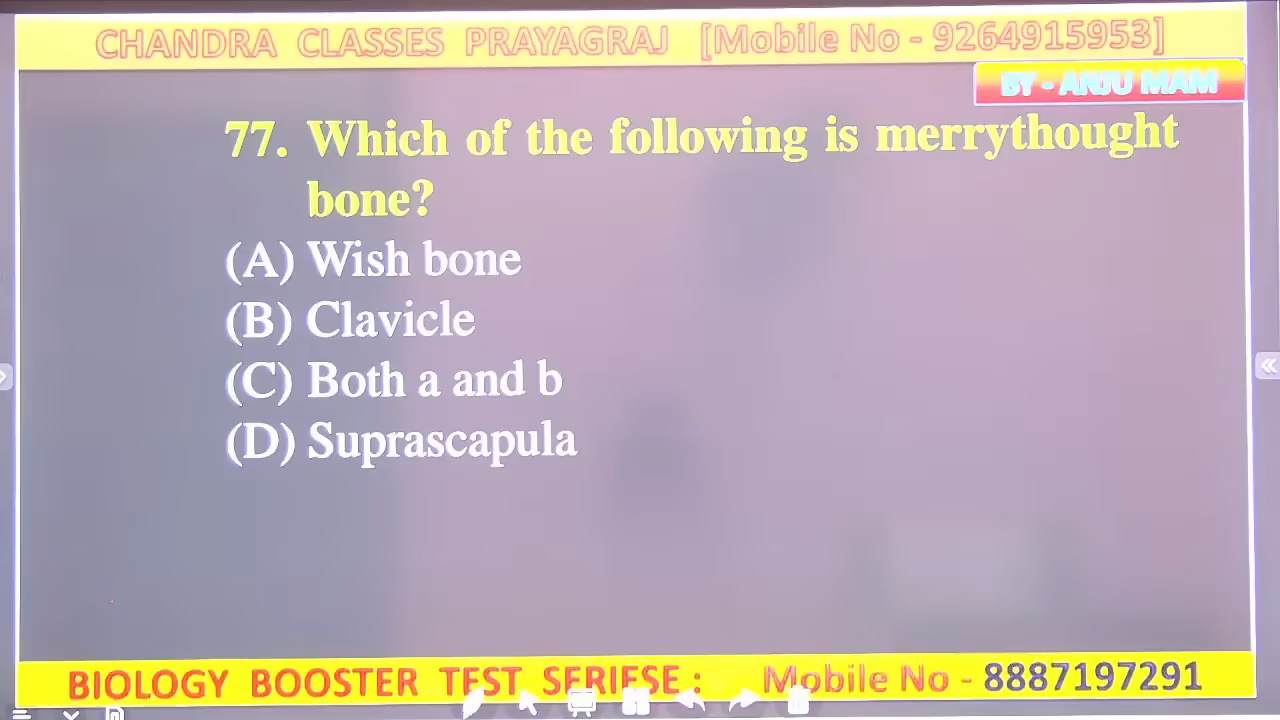 CHANDRA CLASSES PRAYAGRAJ [Mobile No - 9264915953]
BY - ANJU MAM
77. Which of the following is merrythought
bone?
(A) Wish bone
(B) Clavicle
(C) Both a and b
(D) Suprascapula
BIOLOGY BOOSTER TEST SERIESE : Mobile No - 8887197291